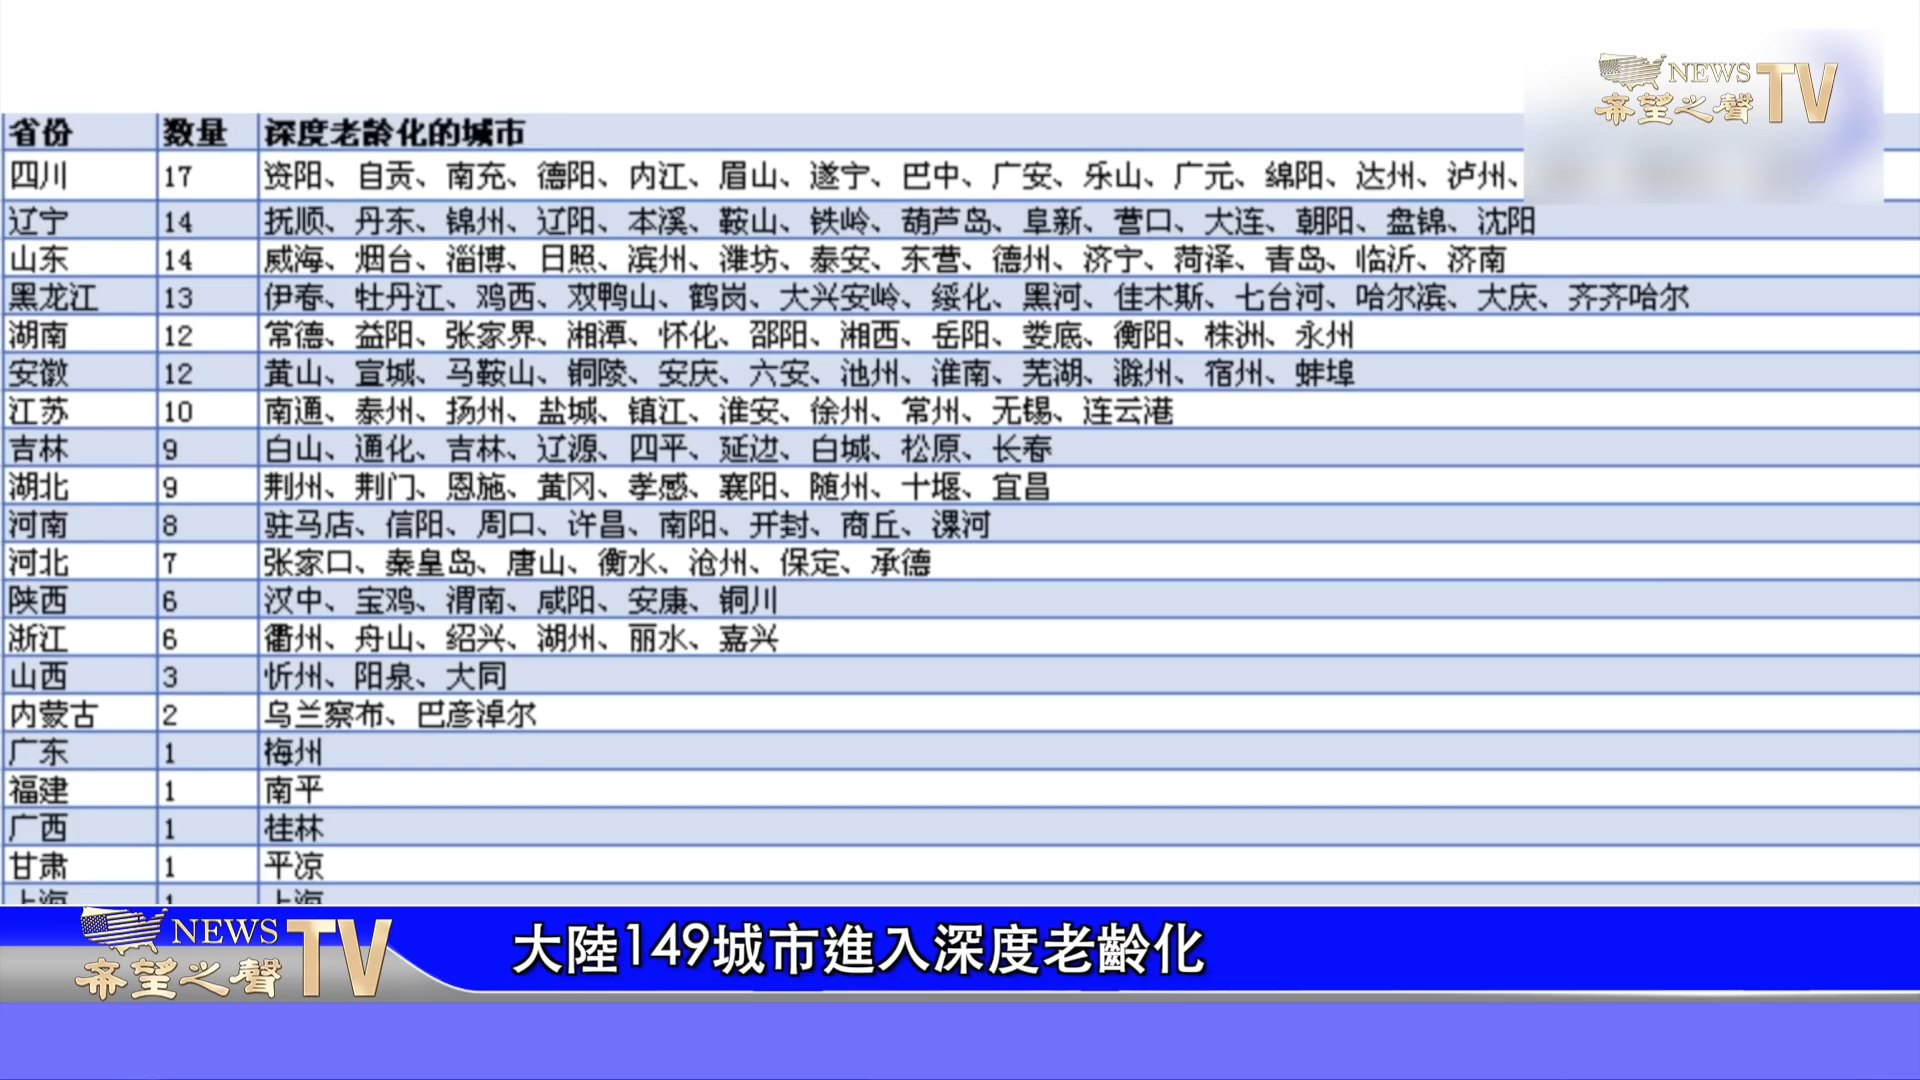 NEWS TV
希望之聲
省份 数量 深度老龄化的城市
四川 17 资阳、自贡、南充、德阳、内江、眉山、遂宁、巴中、广安、乐山、广元、绵阳、达州、泸州、
辽宁 14 抚顺、丹东、锦州、辽阳、本溪、鞍山、铁岭、葫芦岛、阜新、营口、大连、朝阳、盘锦、沈阳
山东 14 威海、烟台、淄博、日照、滨州、潍坊、泰安、东营、德州、济宁、菏泽、青岛、临沂、济南
黑龙江 13 伊春、牡丹江、鸡西、双鸭山、鹤岗、大兴安岭、绥化、黑河、佳木斯、七台河、哈尔滨、大庆、齐齐哈尔
湖南 12 常德、益阳、张家界、湘潭、怀化、邵阳、湘西、岳阳、娄底、衡阳、株洲、永州
安徽 12 黄山、宣城、马鞍山、铜陵、安庆、六安、池州、淮南、芜湖、滁州、宿州、蚌埠
江苏 10 南通、泰州、扬州、盐城、镇江、淮安、徐州、常州、无锡、连云港
吉林 9 白山、通化、吉林、辽源、四平、延边、白城、松原、长春
湖北 9 荆州、荆门、恩施、黄冈、孝感、襄阳、随州、十堰、宜昌
河南 8 驻马店、信阳、周口、许昌、南阳、开封、商丘、漯河
河北 7 张家口、秦皇岛、唐山、衡水、沧州、保定、承德
陕西 6 汉中、宝鸡、渭南、咸阳、安康、铜川
浙江 6 衢州、舟山、绍兴、湖州、丽水、嘉兴
山西 3 忻州、阳泉、大同
内蒙古 2 乌兰察布、巴彦淖尔
广东 1 梅州
福建 1 南平
广西 1 桂林
甘肃 1 平凉
上海 1 上海
NEWS TV
希望之聲
大陸149城市進入深度老齡化